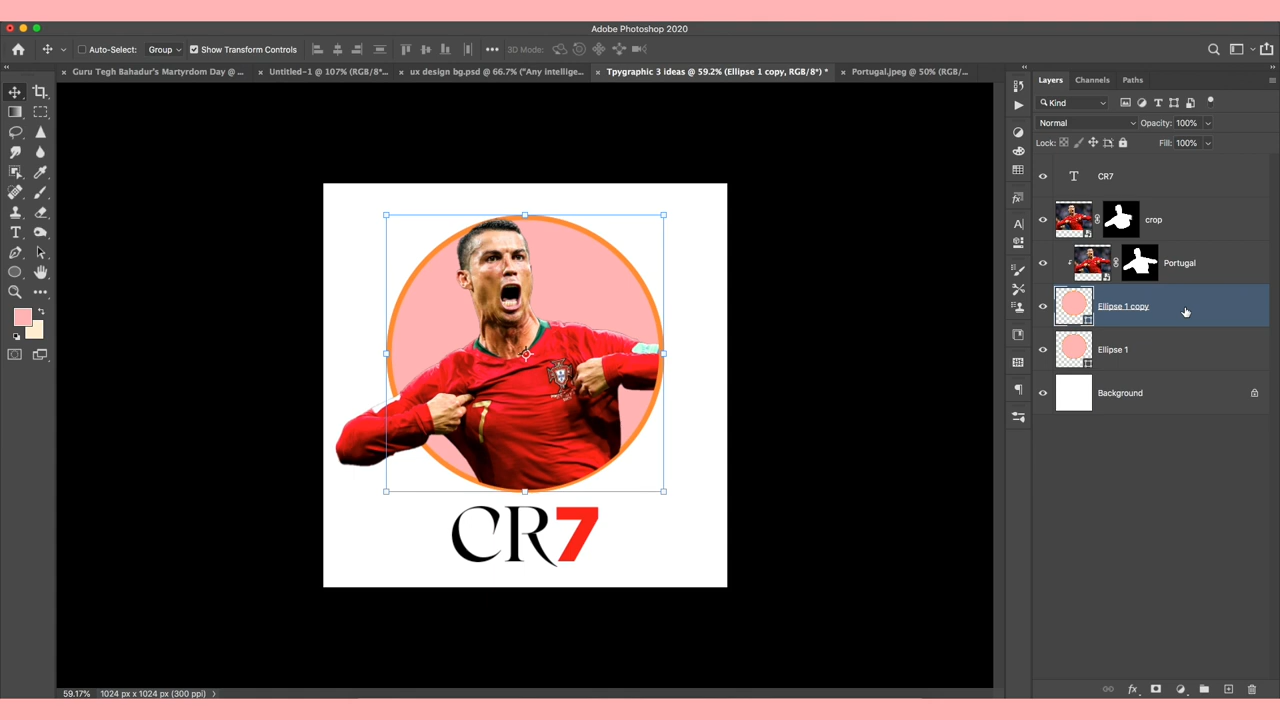 Adobe Photoshop 2020
Auto-Select: Group Show Transform Controls 3D Mode:
Guru Tegh Bahadur's Martyrdom Day @ ... Untitled-1 @ 107% (RGB/8*... ux design bg.psd @ 66.7% ("Any intellige... Tpygraphic 3 ideas @ 59.2% (Ellipse 1 copy, RGB/8*) * Portugal.jpeg @ 50% (RGB/...
Layers Channels Paths
Kind
Normal Opacity: 100%
Lock: Fill: 100%
CR7
crop
Portugal
Ellipse 1 copy
Ellipse 1
Background
7
CR7
59.17% 1024 px x 1024 px (300 ppi)
fx